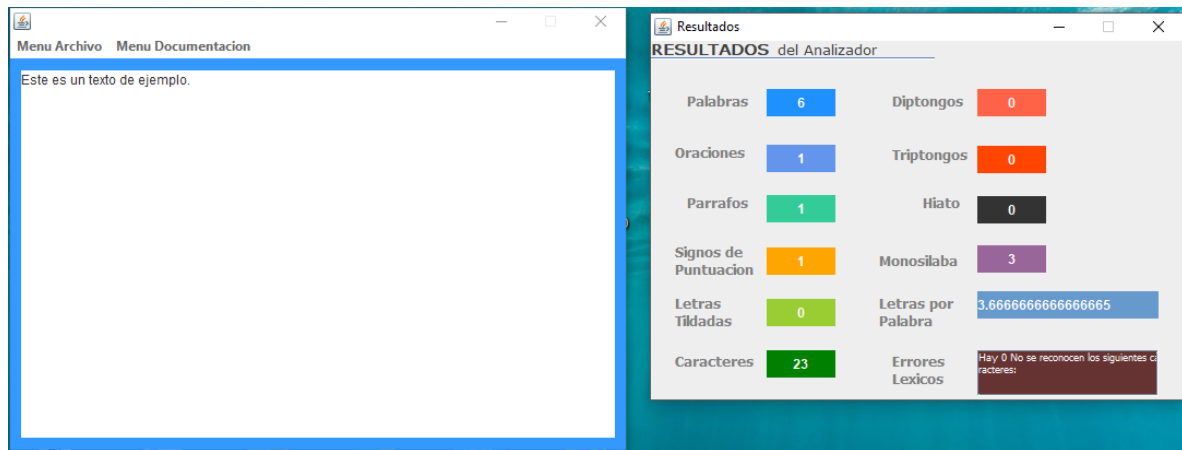 Menu Archivo Menu Documentacion
Este es un texto de ejemplo.
Resultados
RESULTADOS del Analizador
Palabras 6 Diptongos 0
Oraciones 1 Triptongos 0
Parrafos 1 Hiato 0
Signos de
Puntuacion 1 Monosilaba 3
Letras
Tildadas 0 Letras por
Palabra 3.6666666666666665
Caracteres 23 Errores
Lexicos Hay 0 No se reconocen los siguientes ca
racteres: